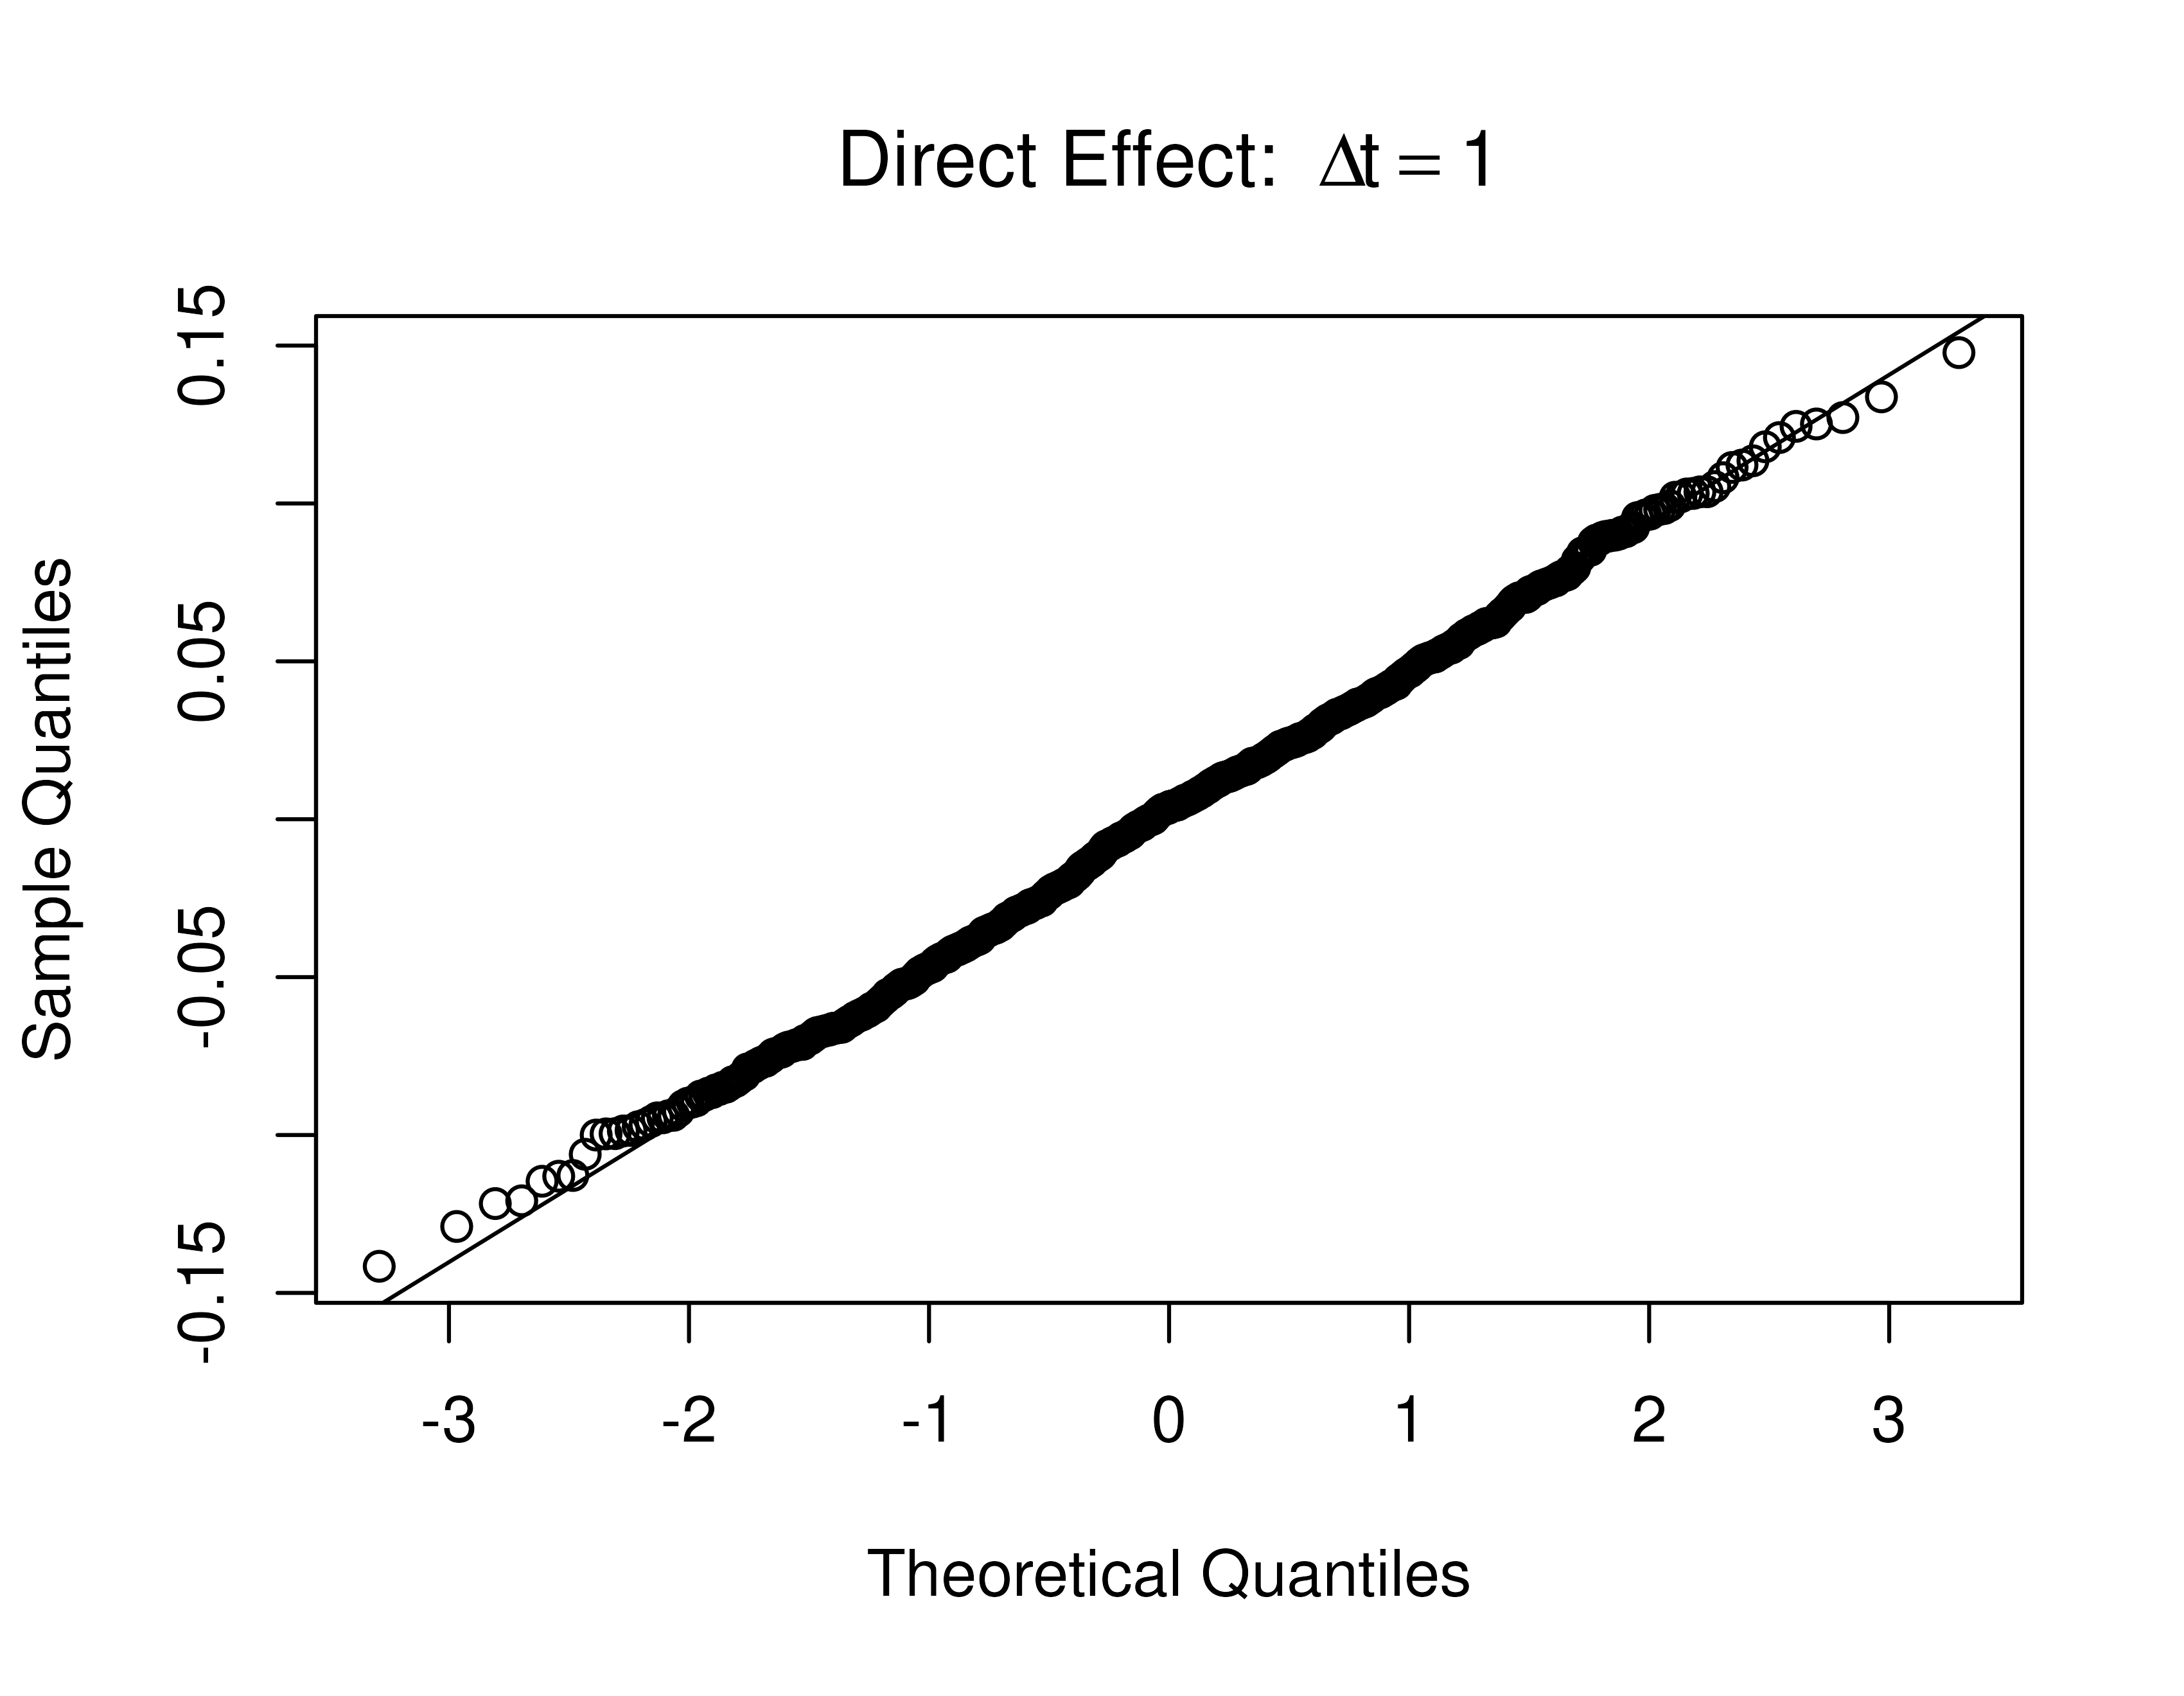 Direct Effect: Δt = 1
Sample Quantiles
0.15
0.05
-0.05
-0.15
-3 -2 -1 0 1 2 3
Theoretical Quantiles